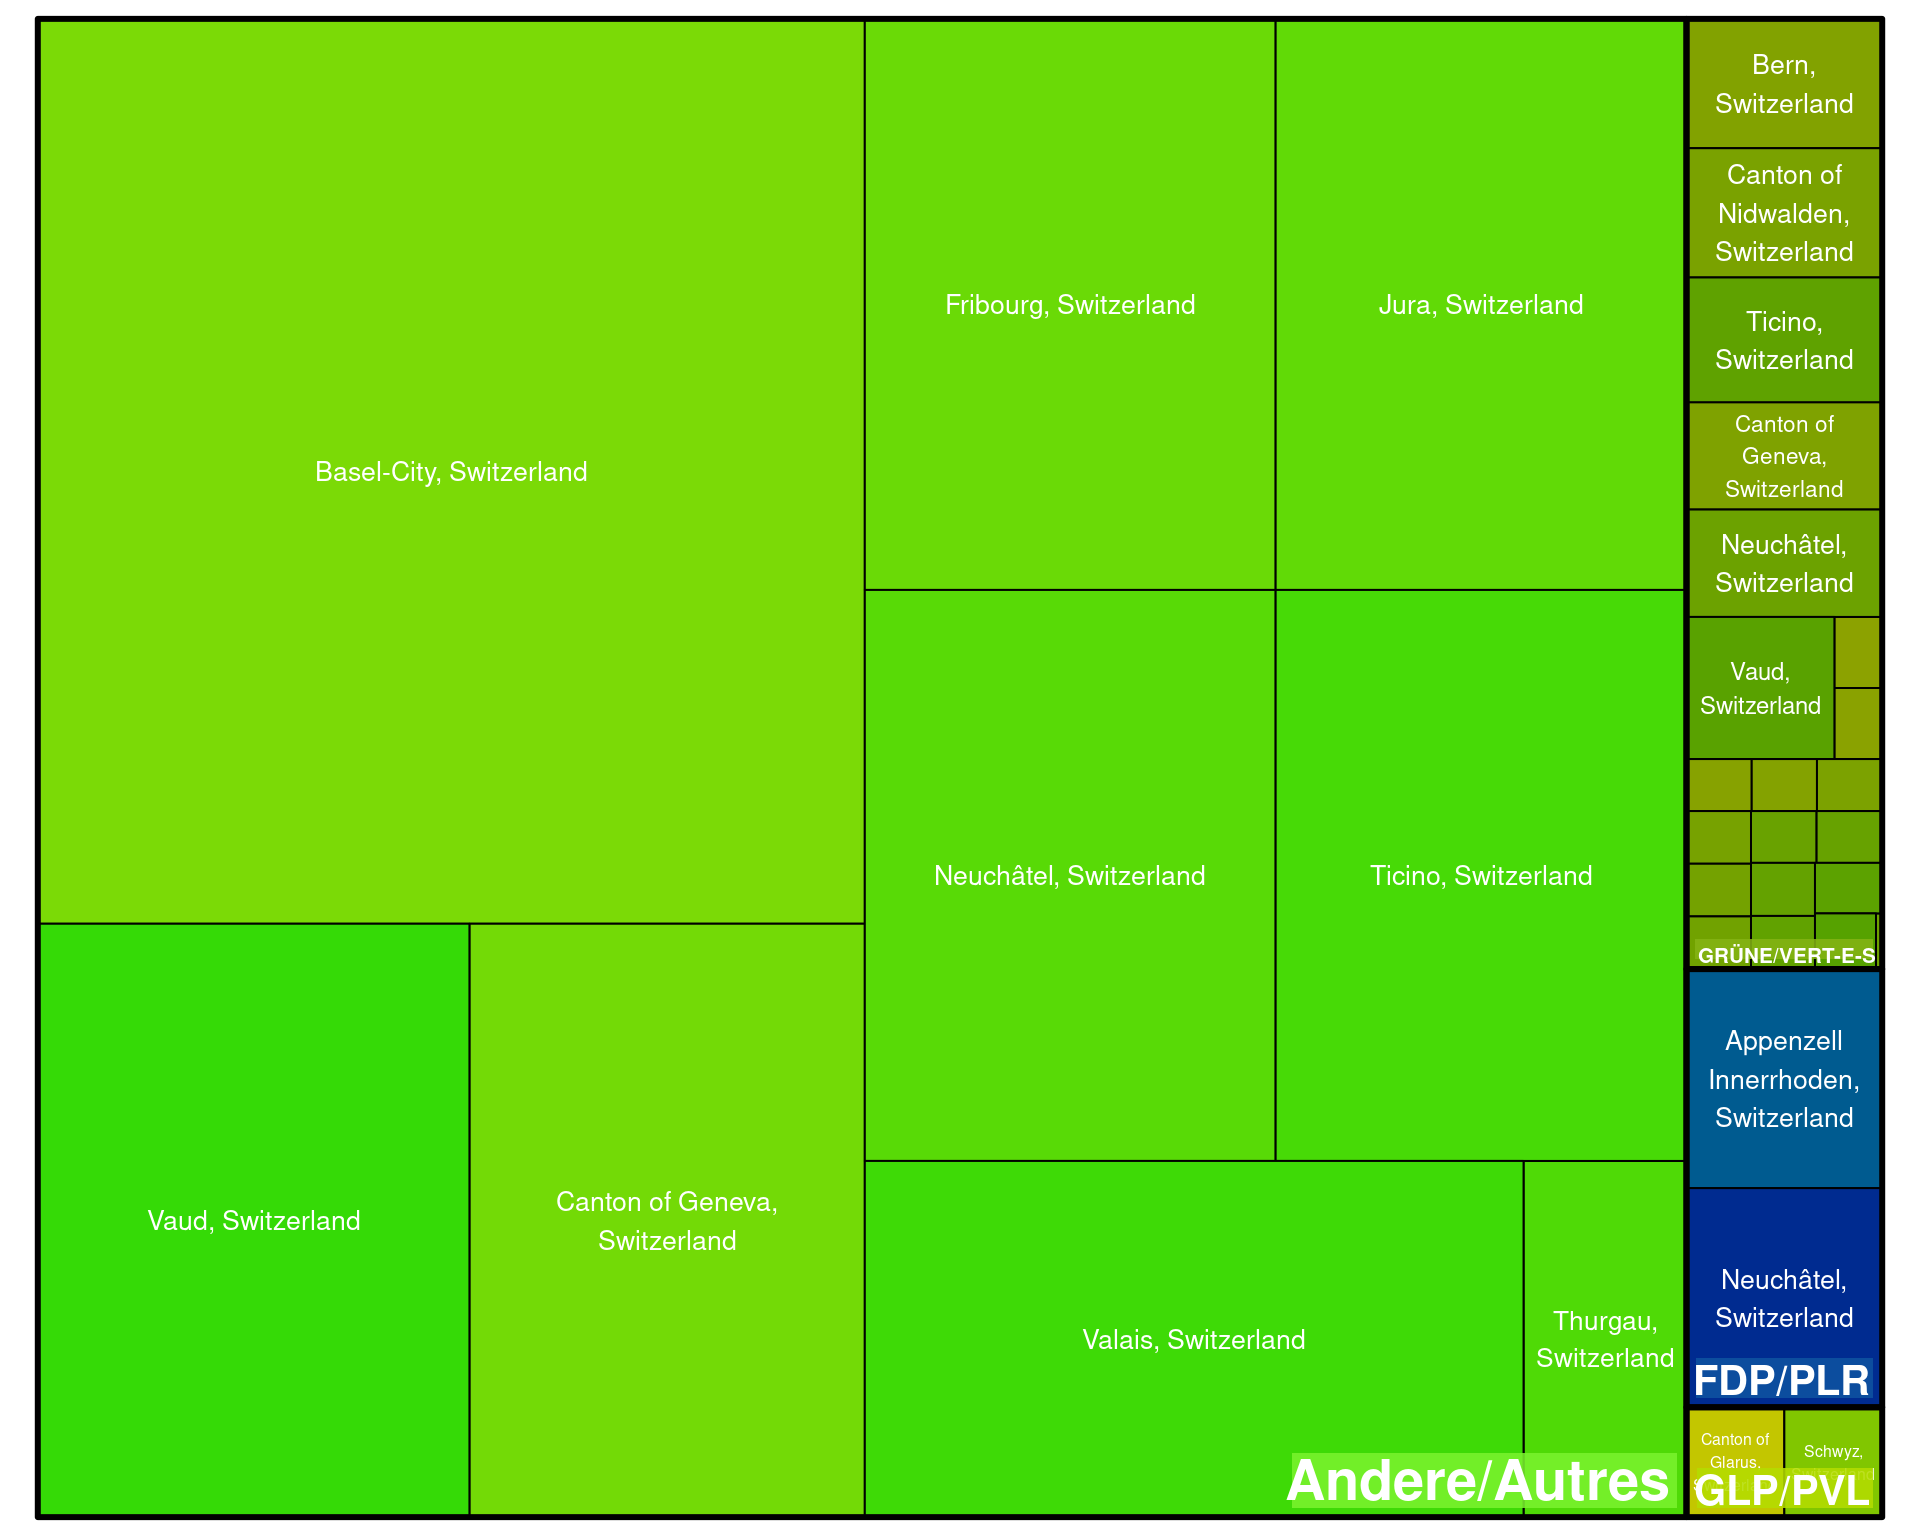 Basel-City, Switzerland
Fribourg, Switzerland
Jura, Switzerland
Neuchâtel, Switzerland
Ticino, Switzerland
Vaud, Switzerland
Canton of Geneva,
Switzerland
Valais, Switzerland
Thurgau,
Switzerland
Andere/Autres
Bern,
Switzerland
Canton of
Nidwalden,
Switzerland
Ticino,
Switzerland
Canton of
Geneva,
Switzerland
Neuchâtel,
Switzerland
Vaud,
Switzerland
GRÜNE/VERT-E-S
Appenzell
Innerrhoden,
Switzerland
Neuchâtel,
Switzerland
FDP/PLR
Canton of
Glarus,
Schwyz,
GLP/PVL